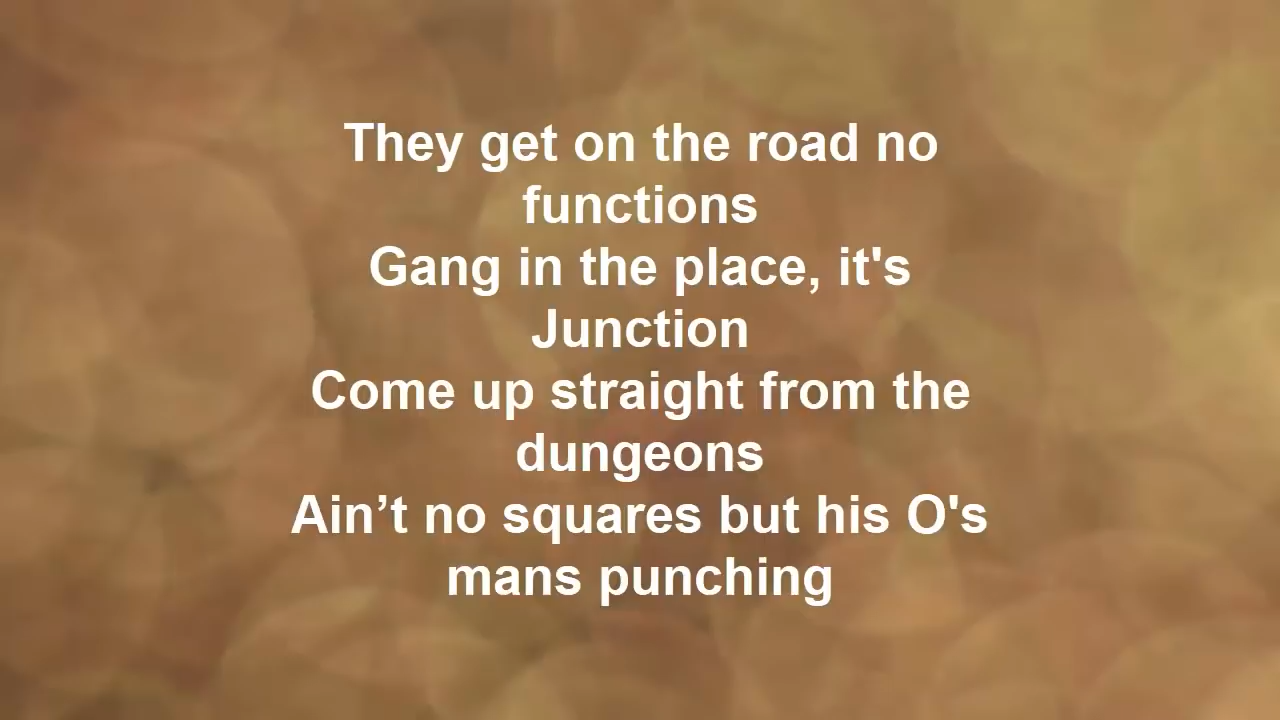 They get on the road no
functions
Gang in the place, it's
Junction
Come up straight from the
dungeons
Ain’t no squares but his O's
mans punching